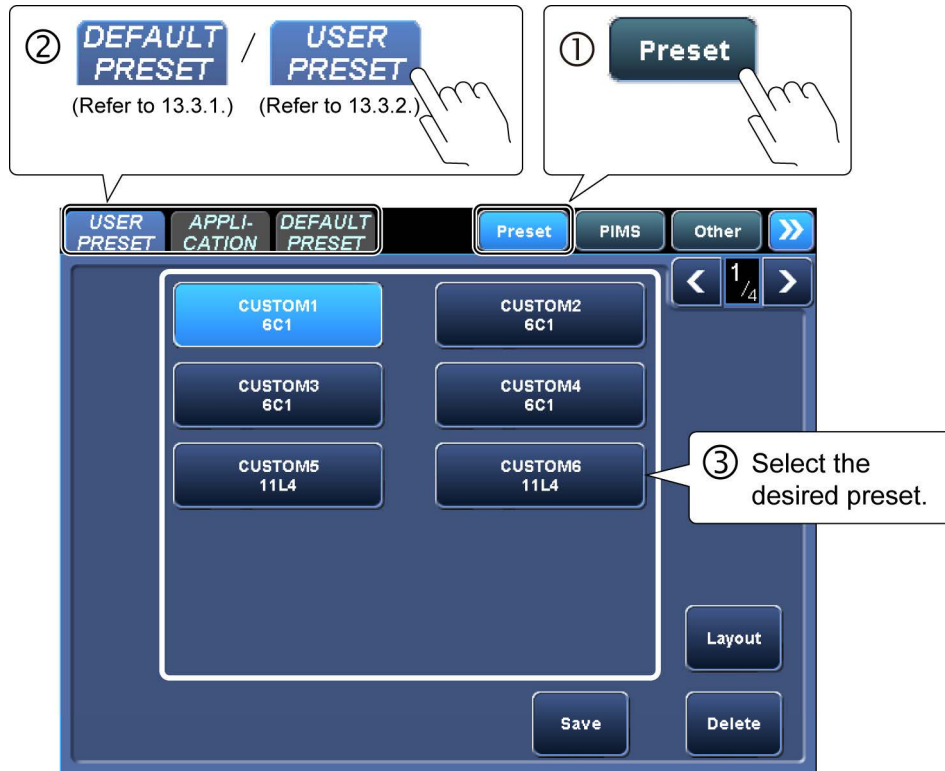 ② DEFAULT PRESET / USER PRESET
(Refer to 13.3.1.) (Refer to 13.3.2.)
① Preset
USER PRESET
APPLI-CATION
DEFAULT PRESET
Preset
PIMS
Other
»
< 1/4 >
CUSTOM1
6C1
CUSTOM2
6C1
CUSTOM3
6C1
CUSTOM4
6C1
CUSTOM5
11L4
CUSTOM6
11L4
③ Select the
desired preset.
Layout
Save
Delete